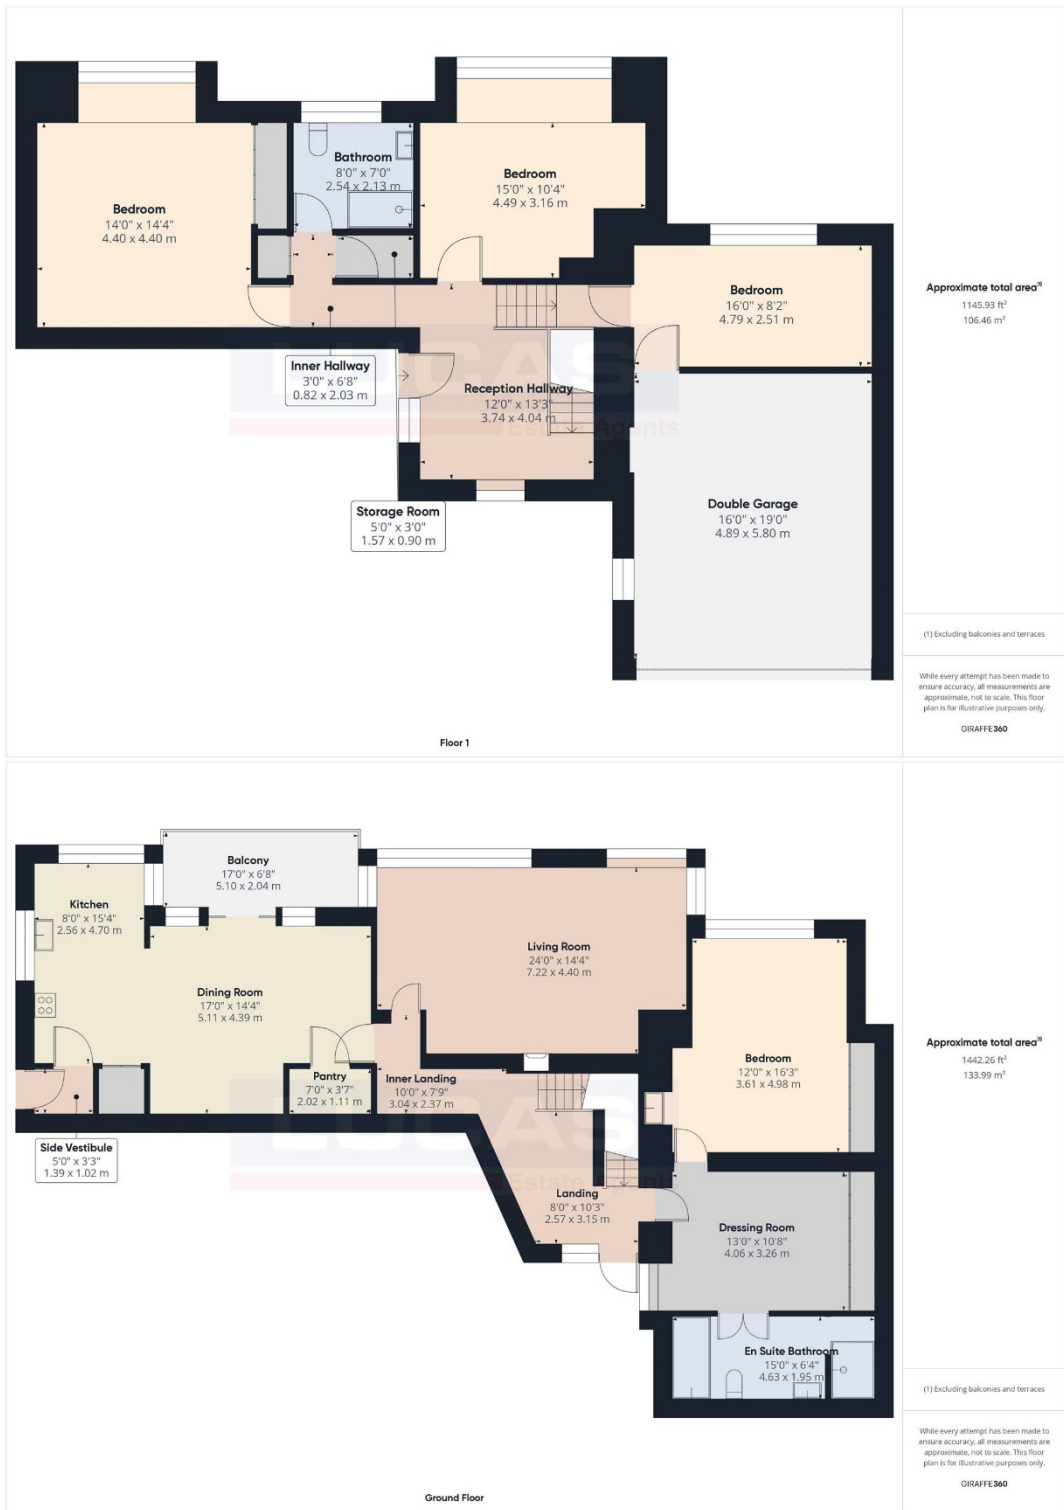 Bedroom
14'0" x 14'4"
4.40 x 4.40 m
Bathroom
8'0" x 7'0"
2.54 x 2.13 m
Bedroom
15'0" x 10'4"
4.49 x 3.16 m
Bedroom
16'0" x 8'2"
4.79 x 2.51 m
Inner Hallway
3'0" x 6'8"
0.82 x 2.03 m
LUCAS
Estate Agents
Reception Hallway
12'0" x 13'3"
3.74 x 4.04 m
Storage Room
5'0" x 3'0"
1.57 x 0.90 m
Double Garage
16'0" x 19'0"
4.89 x 5.80 m
Floor 1
Approximate total area⁽¹⁾
1145.93 ft²
106.46 m²
(1) Excluding balconies and terraces
While every attempt has been made to
ensure accuracy, all measurements are
approximate, not to scale. This floor
plan is for illustrative purposes only.
GIRAFFE360
Balcony
17'0" x 6'8"
5.10 x 2.04 m
Kitchen
8'0" x 15'4"
2.56 x 4.70 m
Living Room
24'0" x 14'4"
7.22 x 4.40 m
Dining Room
17'0" x 14'4"
5.11 x 4.39 m
Bedroom
12'0" x 16'3"
3.61 x 4.98 m
Pantry
7'0" x 3'7"
2.02 x 1.11 m
Inner Landing
10'0" x 7'9"
3.04 x 2.37 m
LUCAS
Estate Agents
Side Vestibule
5'0" x 3'3"
1.39 x 1.02 m
Landing
8'0" x 10'3"
2.57 x 3.15 m
Dressing Room
13'0" x 10'8"
4.06 x 3.26 m
En Suite Bathroom
15'0" x 6'4"
4.63 x 1.95 m
Ground Floor
Approximate total area⁽¹⁾
1442.26 ft²
133.99 m²
(1) Excluding balconies and terraces
While every attempt has been made to
ensure accuracy, all measurements are
approximate, not to scale. This floor
plan is for illustrative purposes only.
GIRAFFE360